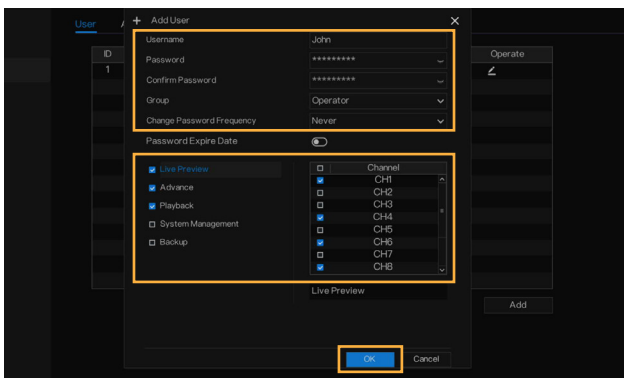 User
+ Add User ×
Username John
ID
Password *********
Operate
1
Confirm Password *********
Group Operator
Change Password Frequency Never
Password Expire Date
Live Preview
Channel
CH1
Advance
CH2
Playback
CH3
CH4
System Management
CH5
Backup
CH6
CH7
CH8
Live Preview
Add
OK Cancel